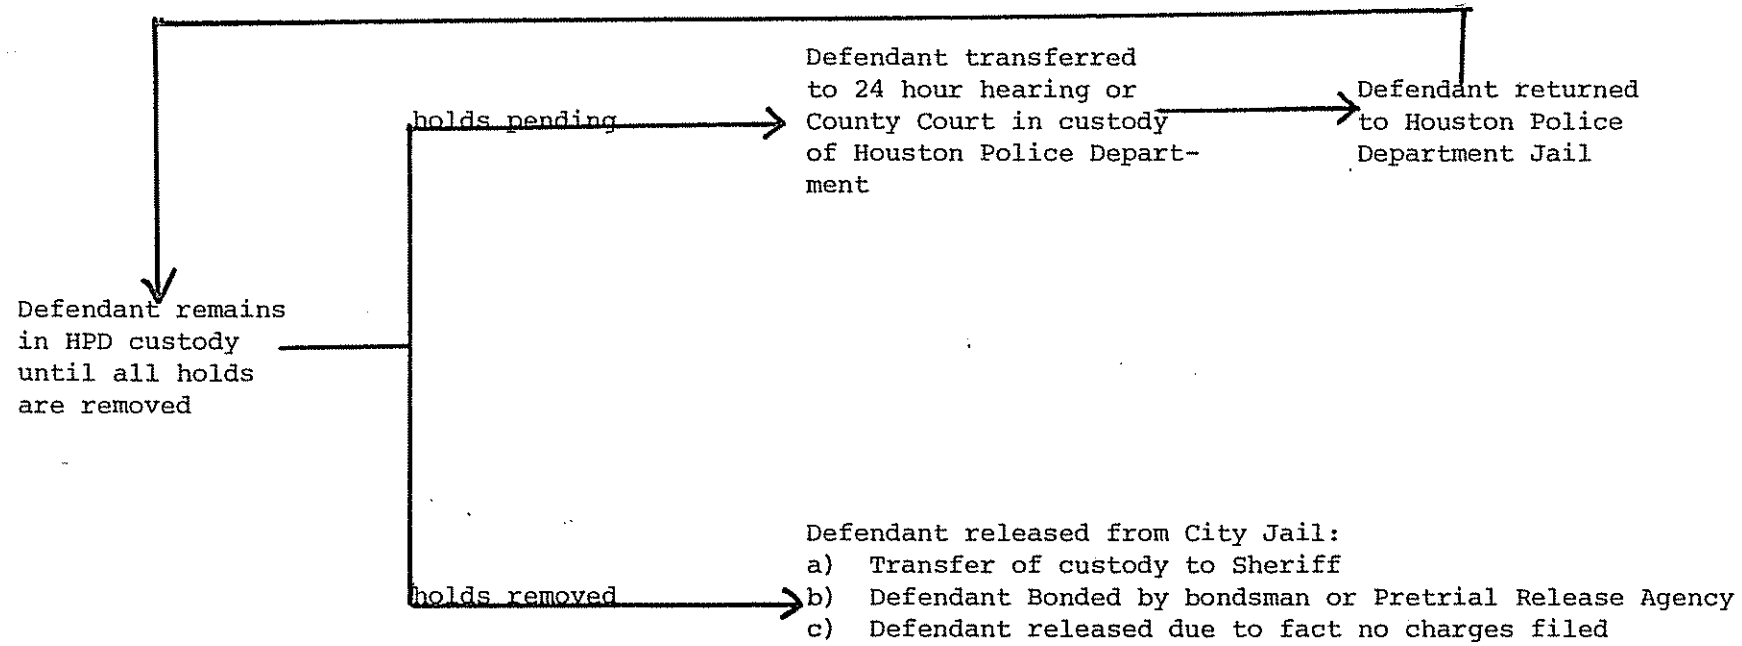 Defendant transferred
to 24 hour hearing or
County Court in custody
of Houston Police Depart-
ment
holds pending
Defendant returned
to Houston Police
Department Jail
Defendant remains
in HPD custody
until all holds
are removed
holds removed
Defendant released from City Jail:
a) Transfer of custody to Sheriff
b) Defendant Bonded by bondsman or Pretrial Release Agency
c) Defendant released due to fact no charges filed